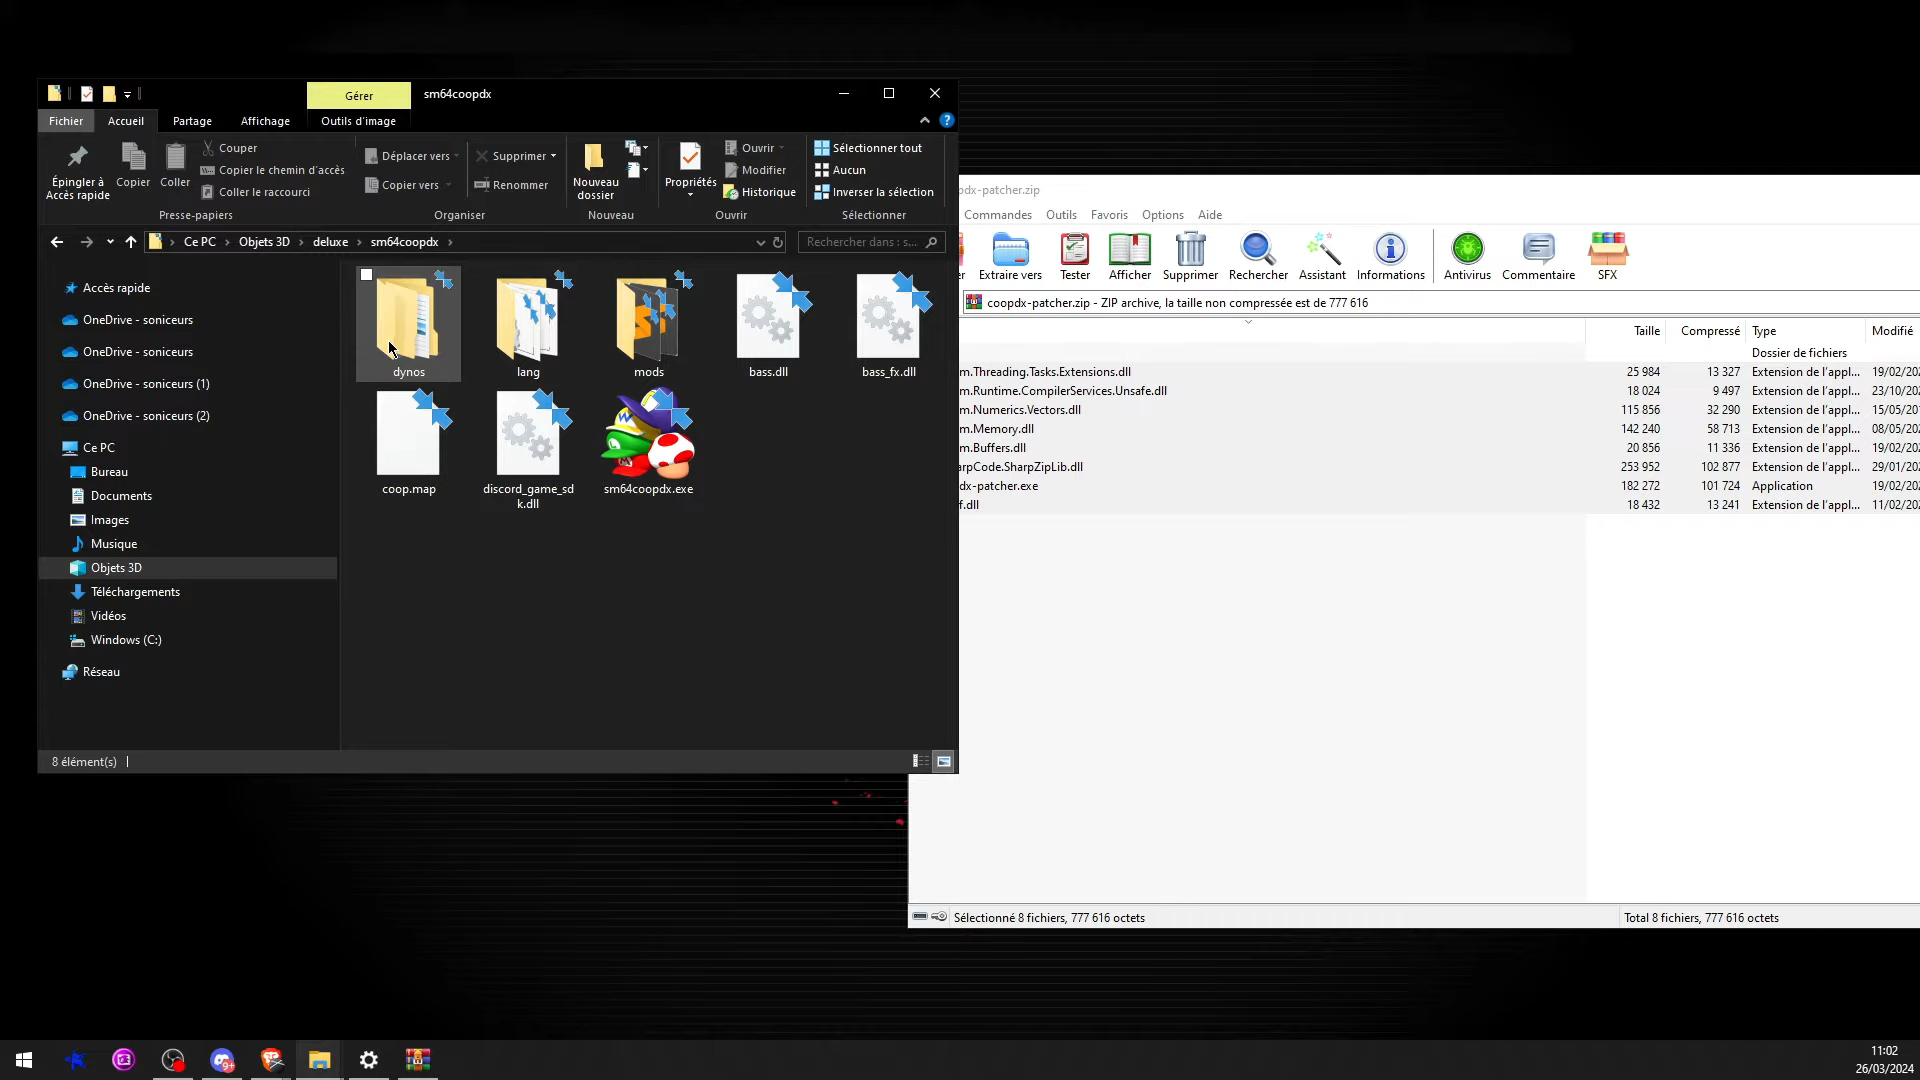 Gérer
sm64coopdx
Fichier
Accueil
Partage
Affichage
Outils d'image
Épingler à
Accès rapide
Copier
Coller
Couper
Copier le chemin d'accès
Coller le raccourci
Presse-papiers
Déplacer vers
Copier vers
Supprimer
Renommer
Organiser
Nouveau
dossier
Nouveau
Propriétés
Ouvrir
Modifier
Historique
Ouvrir
Sélectionner tout
Aucun
Inverser la sélection
Sélectionner
Ce PC
Objets 3D
deluxe
sm64coopdx
Rechercher dans : s...
Accès rapide
OneDrive - soniceurs
OneDrive - soniceurs
OneDrive - soniceurs (1)
OneDrive - soniceurs (2)
Ce PC
Bureau
Documents
Images
Musique
Objets 3D
Téléchargements
Vidéos
Windows (C:)
Réseau
dynos
lang
mods
bass.dll
bass_fx.dll
coop.map
discord_game_sd
k.dll
sm64coopdx.exe
8 élément(s)
pdx-patcher.zip
Commandes
Outils
Favoris
Options
Aide
Extraire vers
Tester
Afficher
Supprimer
Rechercher
Assistant
Informations
Antivirus
Commentaire
SFX
coopdx-patcher.zip - ZIP archive, la taille non compressée est de 777 616
Taille
Compressé
Type
Modifié
Dossier de fichiers
m.Threading.Tasks.Extensions.dll 25 984 13 327 Extension de l'appl... 19/02/202
m.Runtime.CompilerServices.Unsafe.dll 18 024 9 497 Extension de l'appl... 23/10/202
m.Numerics.Vectors.dll 115 856 32 290 Extension de l'appl... 15/05/201
m.Memory.dll 142 240 58 713 Extension de l'appl... 08/05/202
m.Buffers.dll 20 856 11 336 Extension de l'appl... 19/02/202
arpCode.SharpZipLib.dll 253 952 102 877 Extension de l'appl... 29/01/202
dx-patcher.exe 182 272 101 724 Application 19/02/202
f.dll 18 432 13 241 Extension de l'appl... 11/02/202
Sélectionné 8 fichiers, 777 616 octets
Total 8 fichiers, 777 616 octets
9+
11:02
26/03/2024